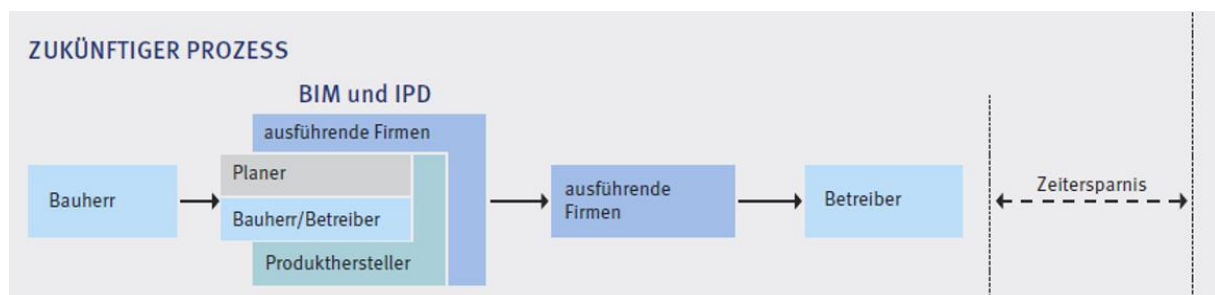 ZUKÜNFTIGER PROZESS
BIM und IPD
ausführende Firmen
Planer
Bauherr
Bauherr/Betreiber
Produkthersteller
ausführende
Firmen
Betreiber
Zeitersparnis